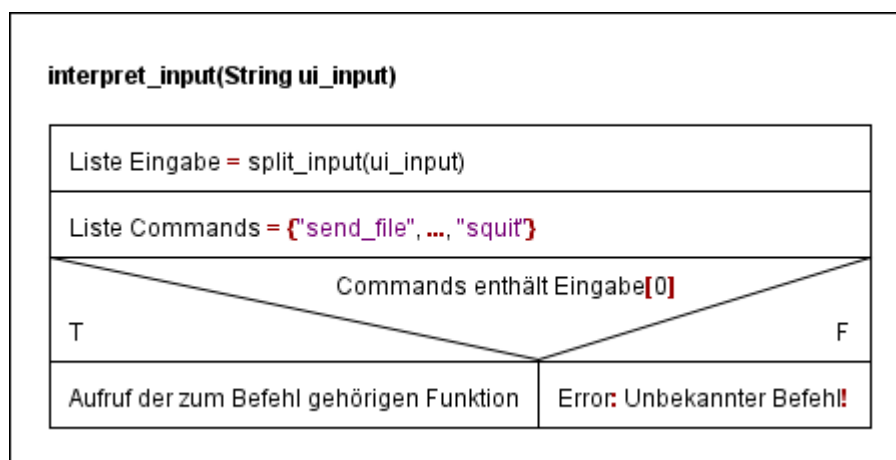 interpret_input(String ui_input)
Liste Eingabe = split_input(ui_input)
Liste Commands = {"send_file", ..., "squit"}
Commands enthält Eingabe[0]
T
F
Aufruf der zum Befehl gehörigen Funktion
Error: Unbekannter Befehl!